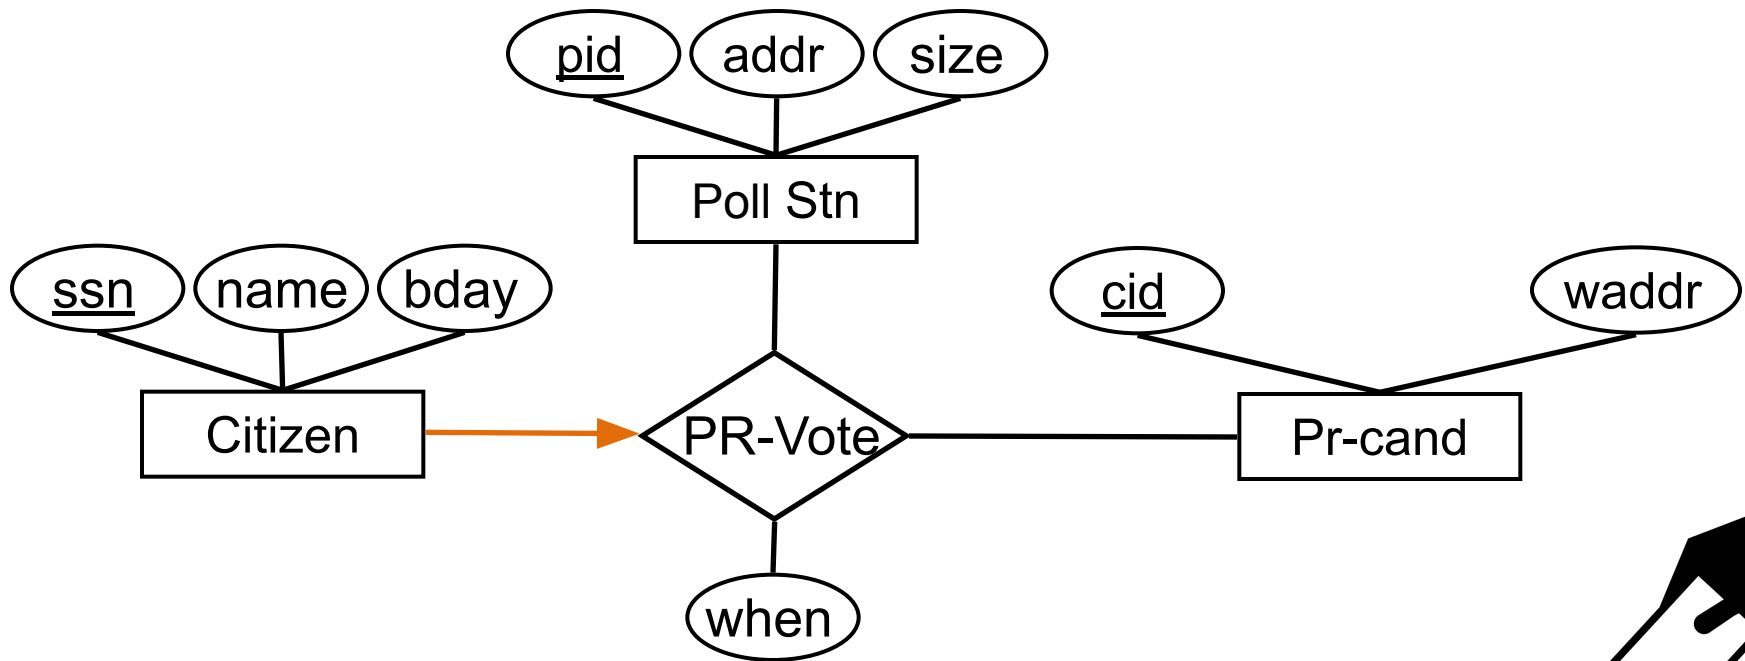 pid addr size
Poll Stn
ssn name bday
cid waddr
Citizen PR-Vote Pr-cand
when